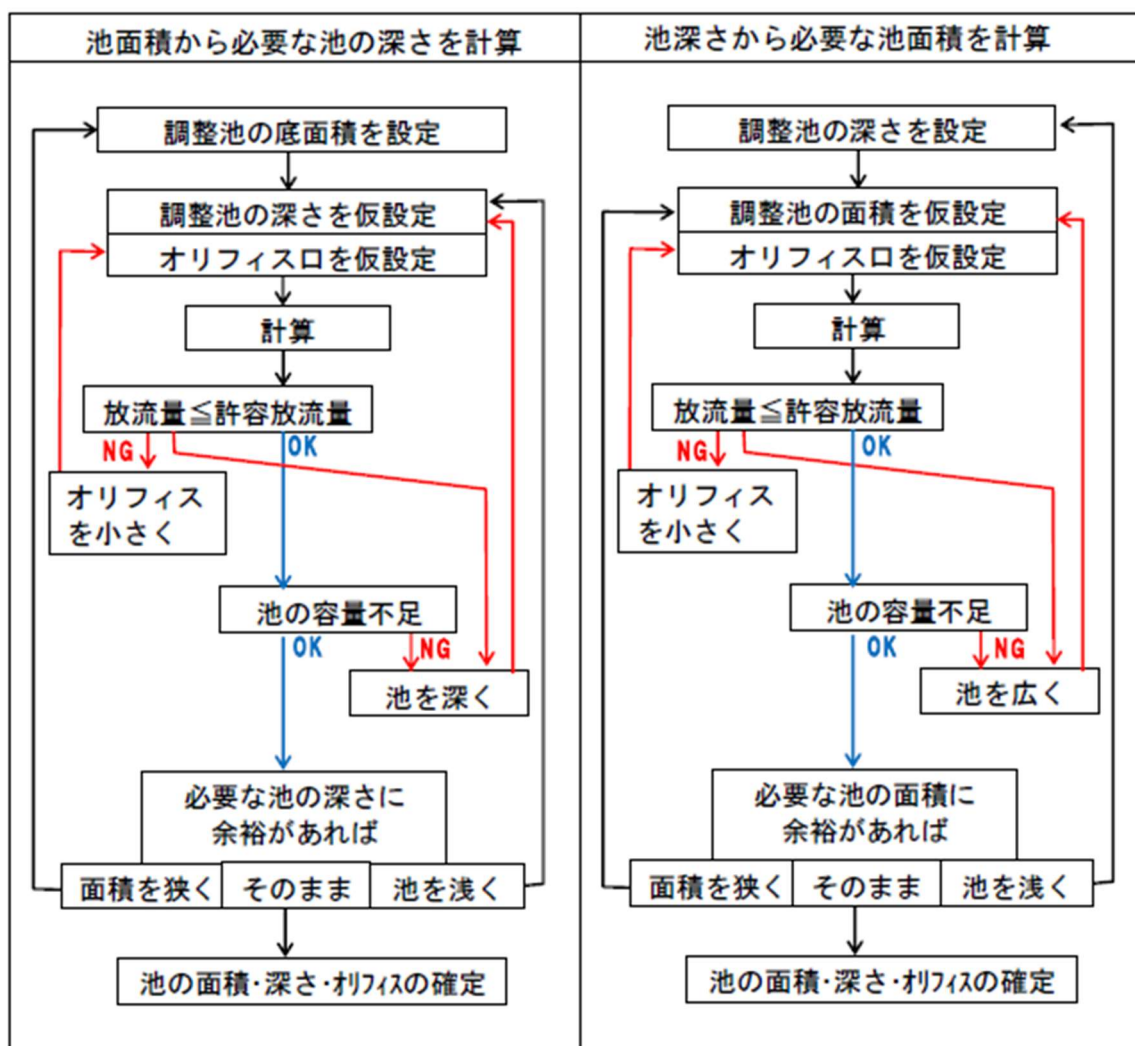 池面積から必要な池の深さを計算
調整池の底面積を設定
調整池の深さを仮設定
オリフィス口を仮設定
計算
放流量≦許容放流量
NG
OK
オリフィス
を小さく
池の容量不足
OK
NG
池を深く
必要な池の深さに
余裕があれば
面積を狭く
そのまま
池を浅く
池の面積・深さ・ｵﾘﾌｨｽの確定
池深さから必要な池面積を計算
調整池の深さを設定
調整池の面積を仮設定
オリフィス口を仮設定
計算
放流量≦許容放流量
NG
OK
オリフィス
を小さく
池の容量不足
OK
NG
池を広く
必要な池の面積に
余裕があれば
面積を狭く
そのまま
池を浅く
池の面積・深さ・ｵﾘﾌｨｽの確定